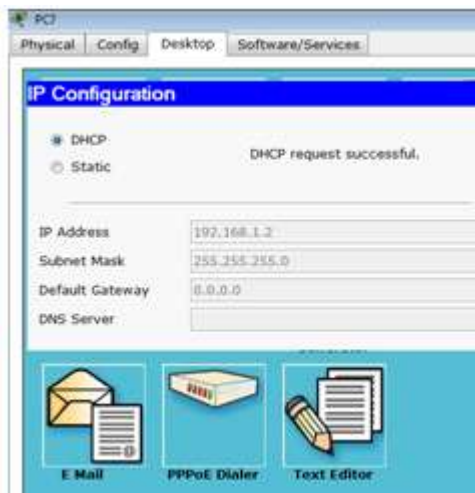 PC7
Physical Config Desktop Software/Services
IP Configuration
DHCP
DHCP request successful.
Static
IP Address 192.168.1.2
Subnet Mask 255.255.255.0
Default Gateway 0.0.0.0
DNS Server
E Mail PPPoE Dialer Text Editor